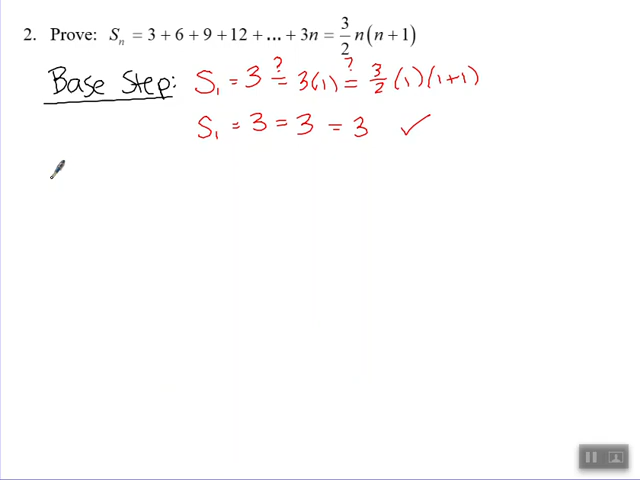 2. Prove: Sₙ = 3 + 6 + 9 + 12 + ... + 3n = 3/2 n(n + 1)
Base Step: S₁ = 3 ≟ 3(1) ≟ 3/2 (1)(1+1)
S₁ = 3 = 3 = 3 ✓